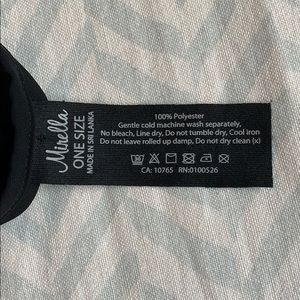 Mirella
ONE SIZE
MADE IN SRI LANKA
100% Polyester
Gentle cold machine wash separately,
No bleach, Line dry, Do not tumble dry, Cool iron
Do not leave rolled up damp, Do not dry clean (x)
CA: 10765 RN:0100526